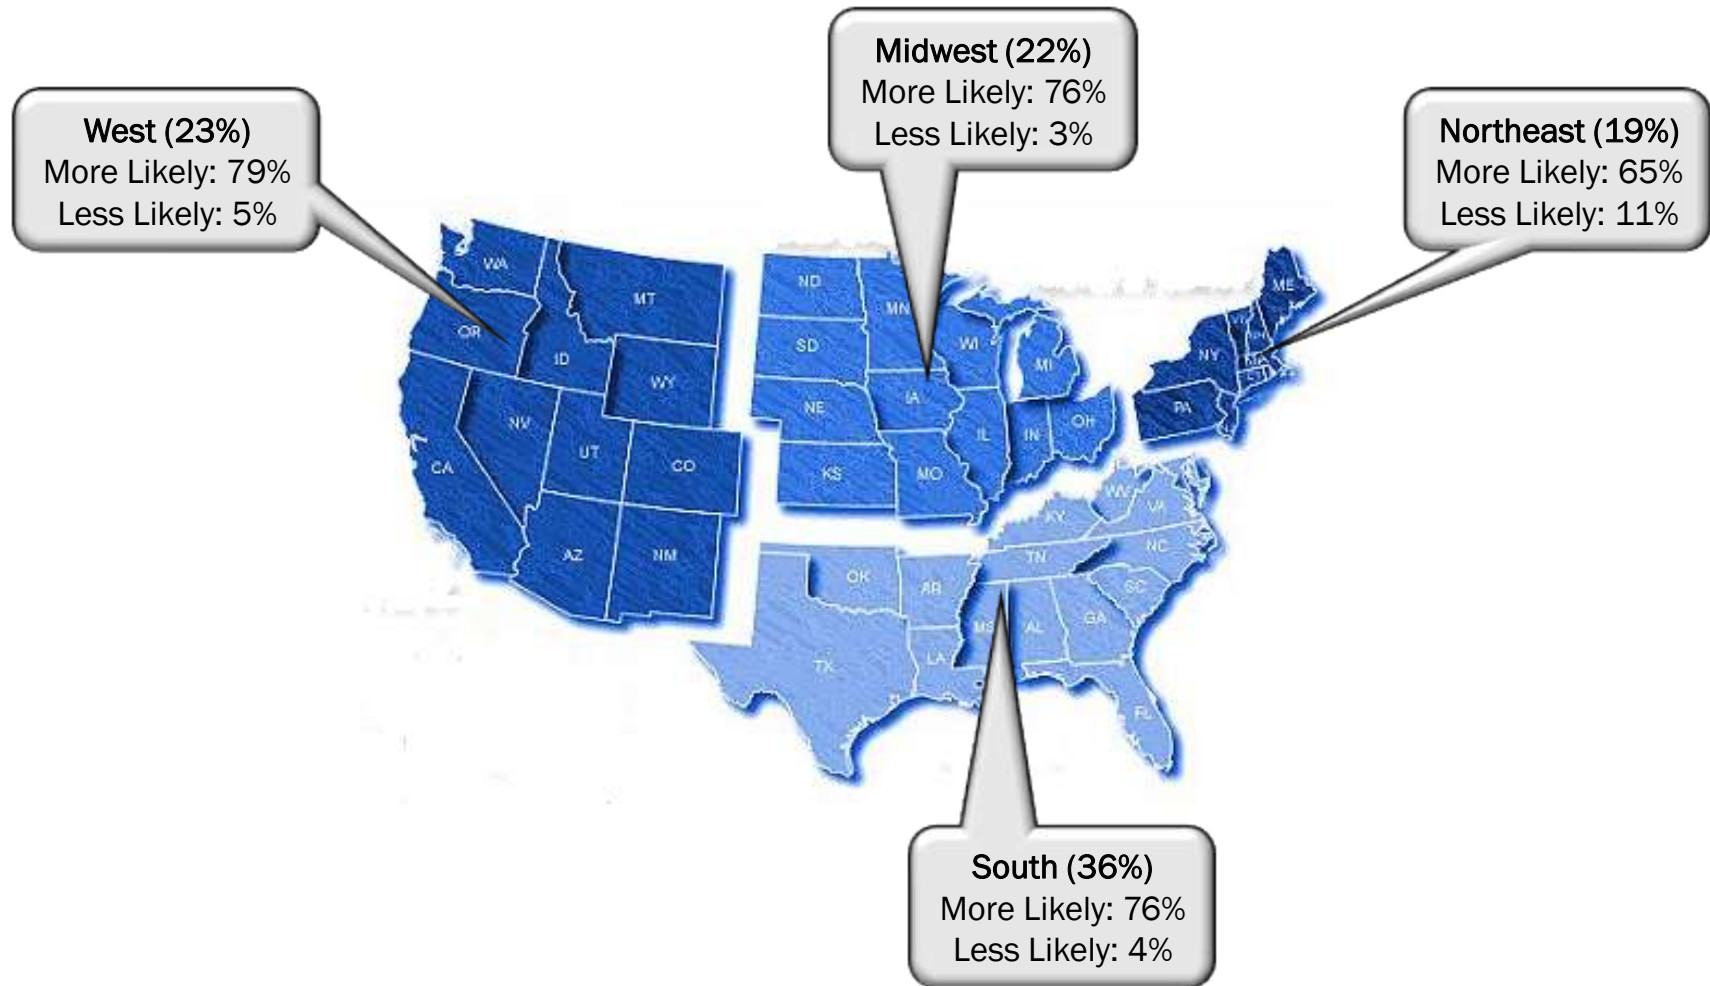 Midwest (22%)
More Likely: 76%
Less Likely: 3%
West (23%)
More Likely: 79%
Less Likely: 5%
Northeast (19%)
More Likely: 65%
Less Likely: 11%
WA
MT
OR
ID
WY
NV
UT
CO
CA
AZ
NM
ND
MN
SD
WI
MI
NE
IA
IL
IN
OH
KS
MO
ME
NY
PA
WV
VA
KY
NC
TN
SC
OK
AR
MS
AL
GA
LA
TX
FL
South (36%)
More Likely: 76%
Less Likely: 4%